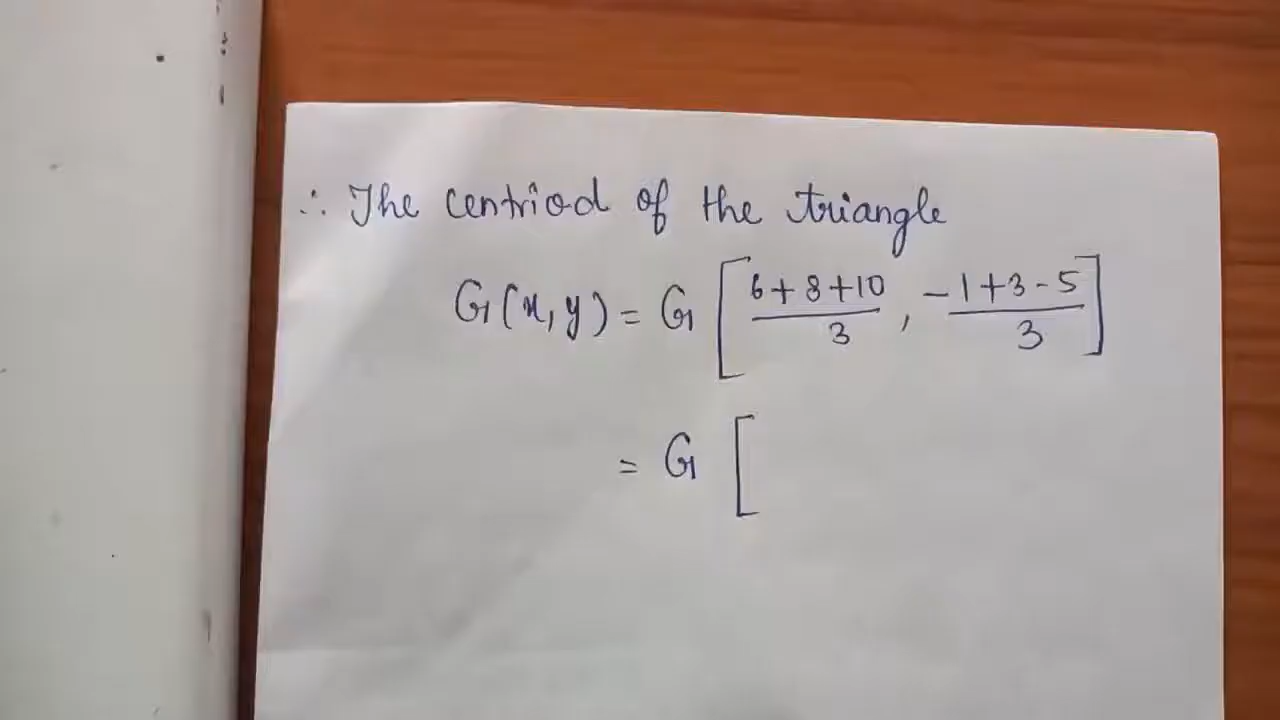 ∴ The centriod of the triangle
G(x, y) = G [ 6+8+10/3 , -1+3-5/3 ]
= G [